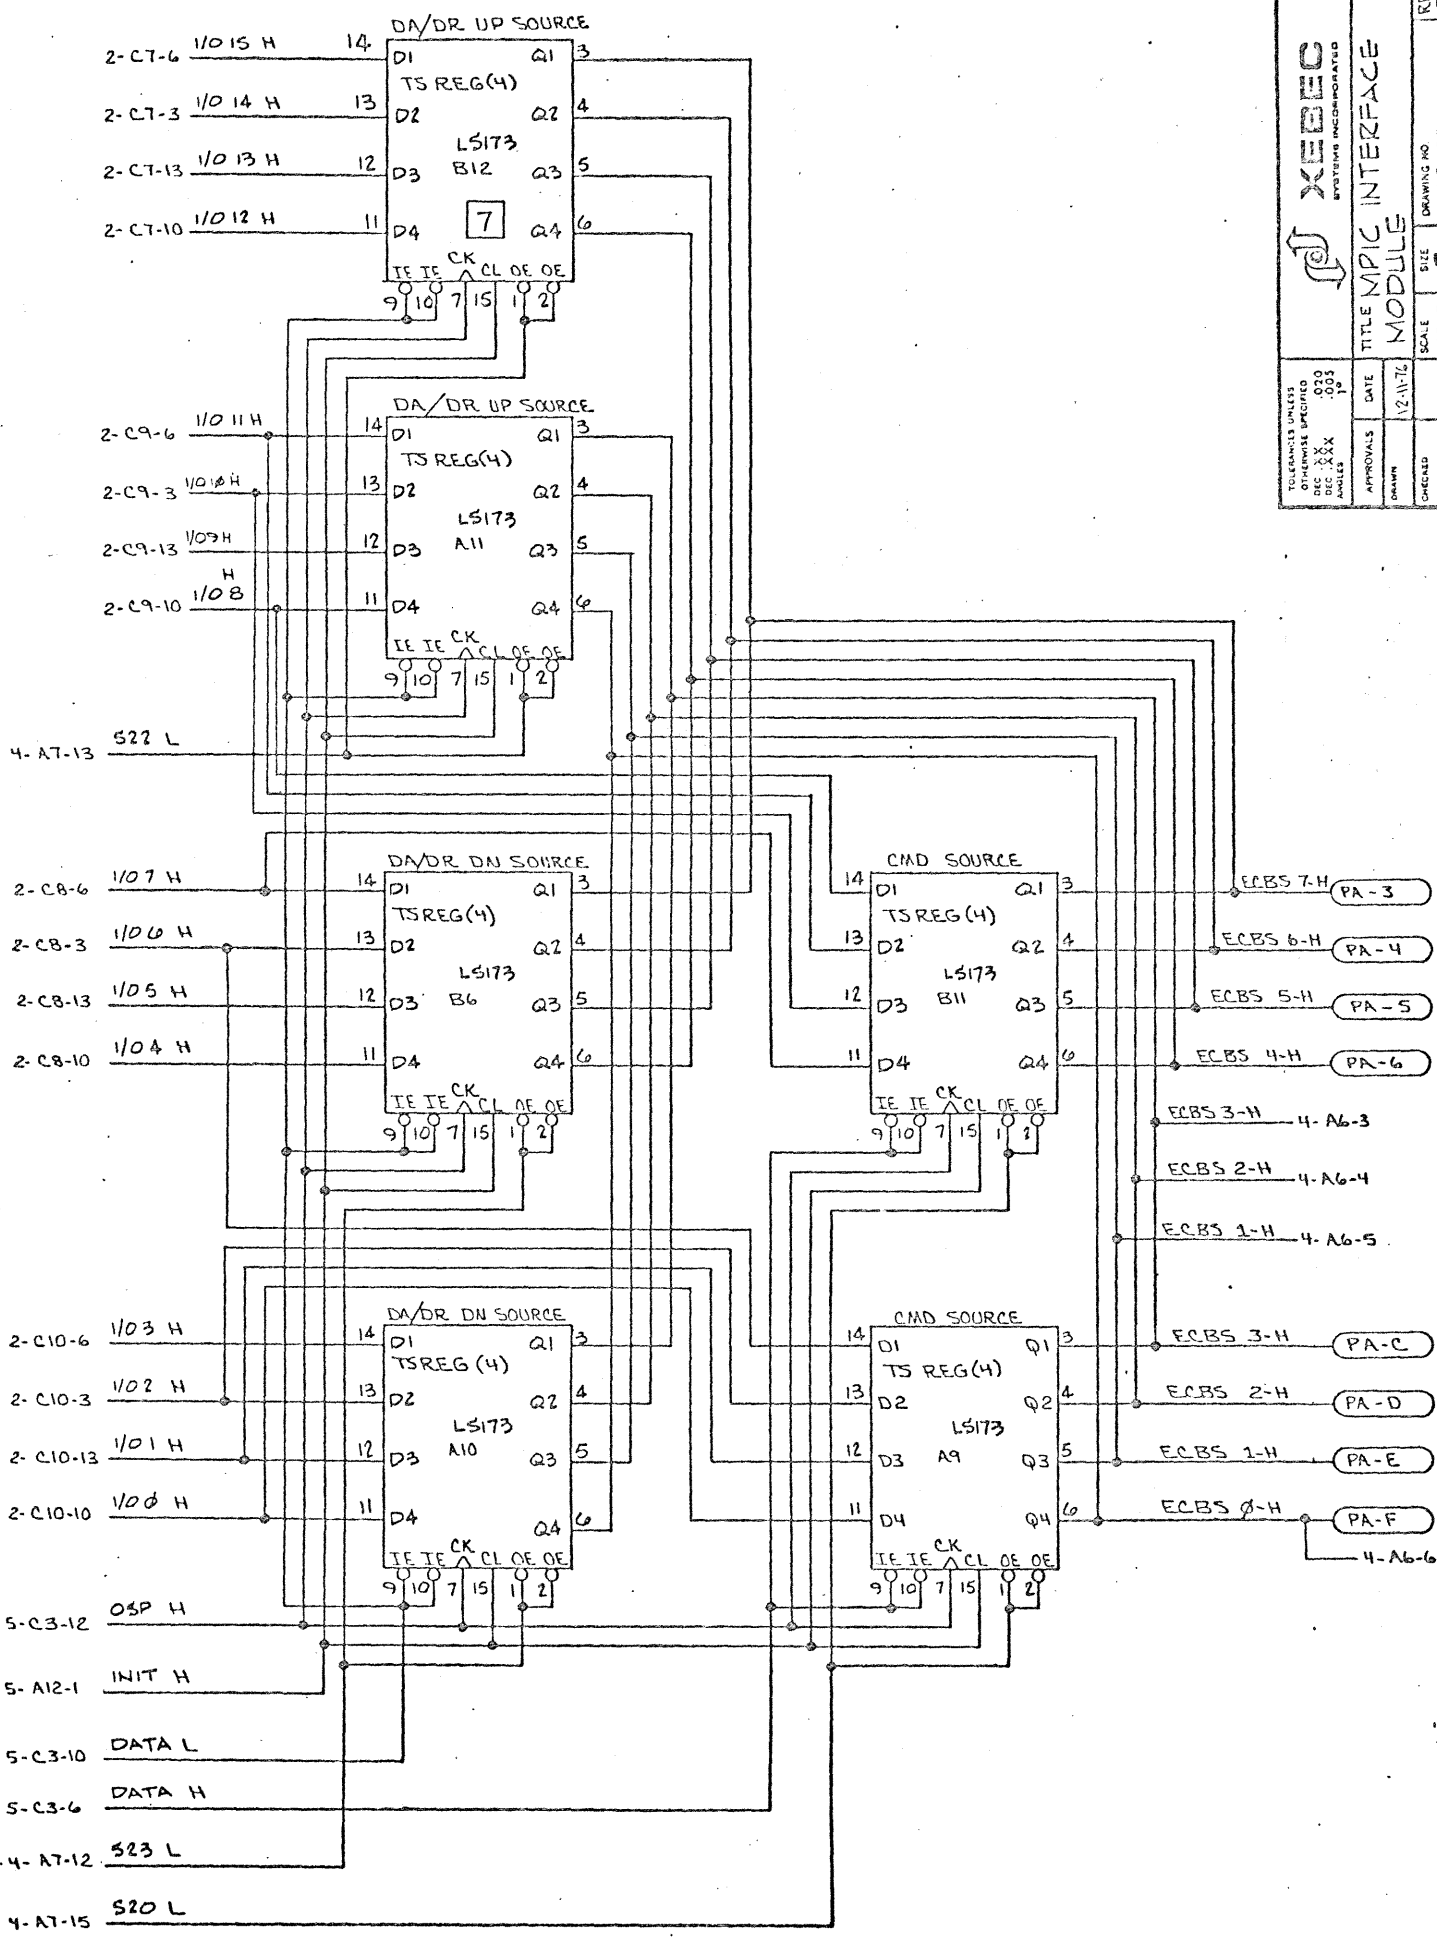 DA/DR UP SOURCE
2-C7-6 I/O 15 H 14 D1 Q1 3
TS REG(4)
2-C7-3 I/O 14 H 13 D2 Q2 4
LS173
2-C7-13 I/O 13 H 12 D3 B12 Q3 5
2-C7-10 I/O 12 H 11 D4 7 Q4 6
IE IE CK CL OE OE
9 10 7 15 1 2
DA/DR UP SOURCE
2-C9-6 I/O 11 H 14 D1 Q1 3
TS REG(4)
2-C9-3 I/O 1Ø H 13 D2 Q2 4
LS173
2-C9-13 I/O 9 H 12 D3 A11 Q3 5
2-C9-10 I/O 8 H 11 D4 Q4 6
IE IE CK CL OE OE
9 10 7 15 1 2
4-A7-13 S22 L
DA/DR DN SOURCE
2-C8-6 I/O 7 H 14 D1 Q1 3
TS REG(4)
2-C8-3 I/O 6 H 13 D2 Q2 4
LS173
2-C8-13 I/O 5 H 12 D3 B6 Q3 5
2-C8-10 I/O 4 H 11 D4 Q4 6
IE IE CK CL OE OE
9 10 7 15 1 2
CMD SOURCE
14 D1 Q1 3 ECBS 7-H PA-3
TS REG(4)
13 D2 Q2 4 ECBS 6-H PA-4
LS173
12 D3 B11 Q3 5 ECBS 5-H PA-5
11 D4 Q4 6 ECBS 4-H PA-6
IE IE CK CL OE OE
9 10 7 15 1 2
ECBS 3-H 4-A6-3
ECBS 2-H 4-A6-4
ECBS 1-H 4-A6-5
DA/DR DN SOURCE
2-C10-6 I/O 3 H 14 D1 Q1 3
TS REG(4)
2-C10-3 I/O 2 H 13 D2 Q2 4
LS173
2-C10-13 I/O 1 H 12 D3 A10 Q3 5
2-C10-10 I/O Ø H 11 D4 Q4 6
IE IE CK CL OE OE
9 10 7 15 1 2
CMD SOURCE
14 D1 Q1 3 ECBS 3-H PA-C
TS REG(4)
13 D2 Q2 4 ECBS 2-H PA-D
LS173
12 D3 A9 Q3 5 ECBS 1-H PA-E
11 D4 Q4 6 ECBS Ø-H PA-F
4-A6-6
IE IE CK CL OE OE
9 10 7 15 1 2
5-C3-12 OSP H
5-A12-1 INIT H
5-C3-10 DATA L
5-C3-6 DATA H
4-A7-12 S23 L
4-A7-15 S20 L
TOLERANCES UNLESS
OTHERWISE SPECIFIED
DEC .XX .020
DEC .XXX .005
ANGLES 1°
XEBEC
SYSTEMS INCORPORATED
APPROVALS DATE
TITLE MPIC INTERFACE
MODULE
DRAWN 12-11-76
CHECKED
SCALE SIZE DRAWING NO.